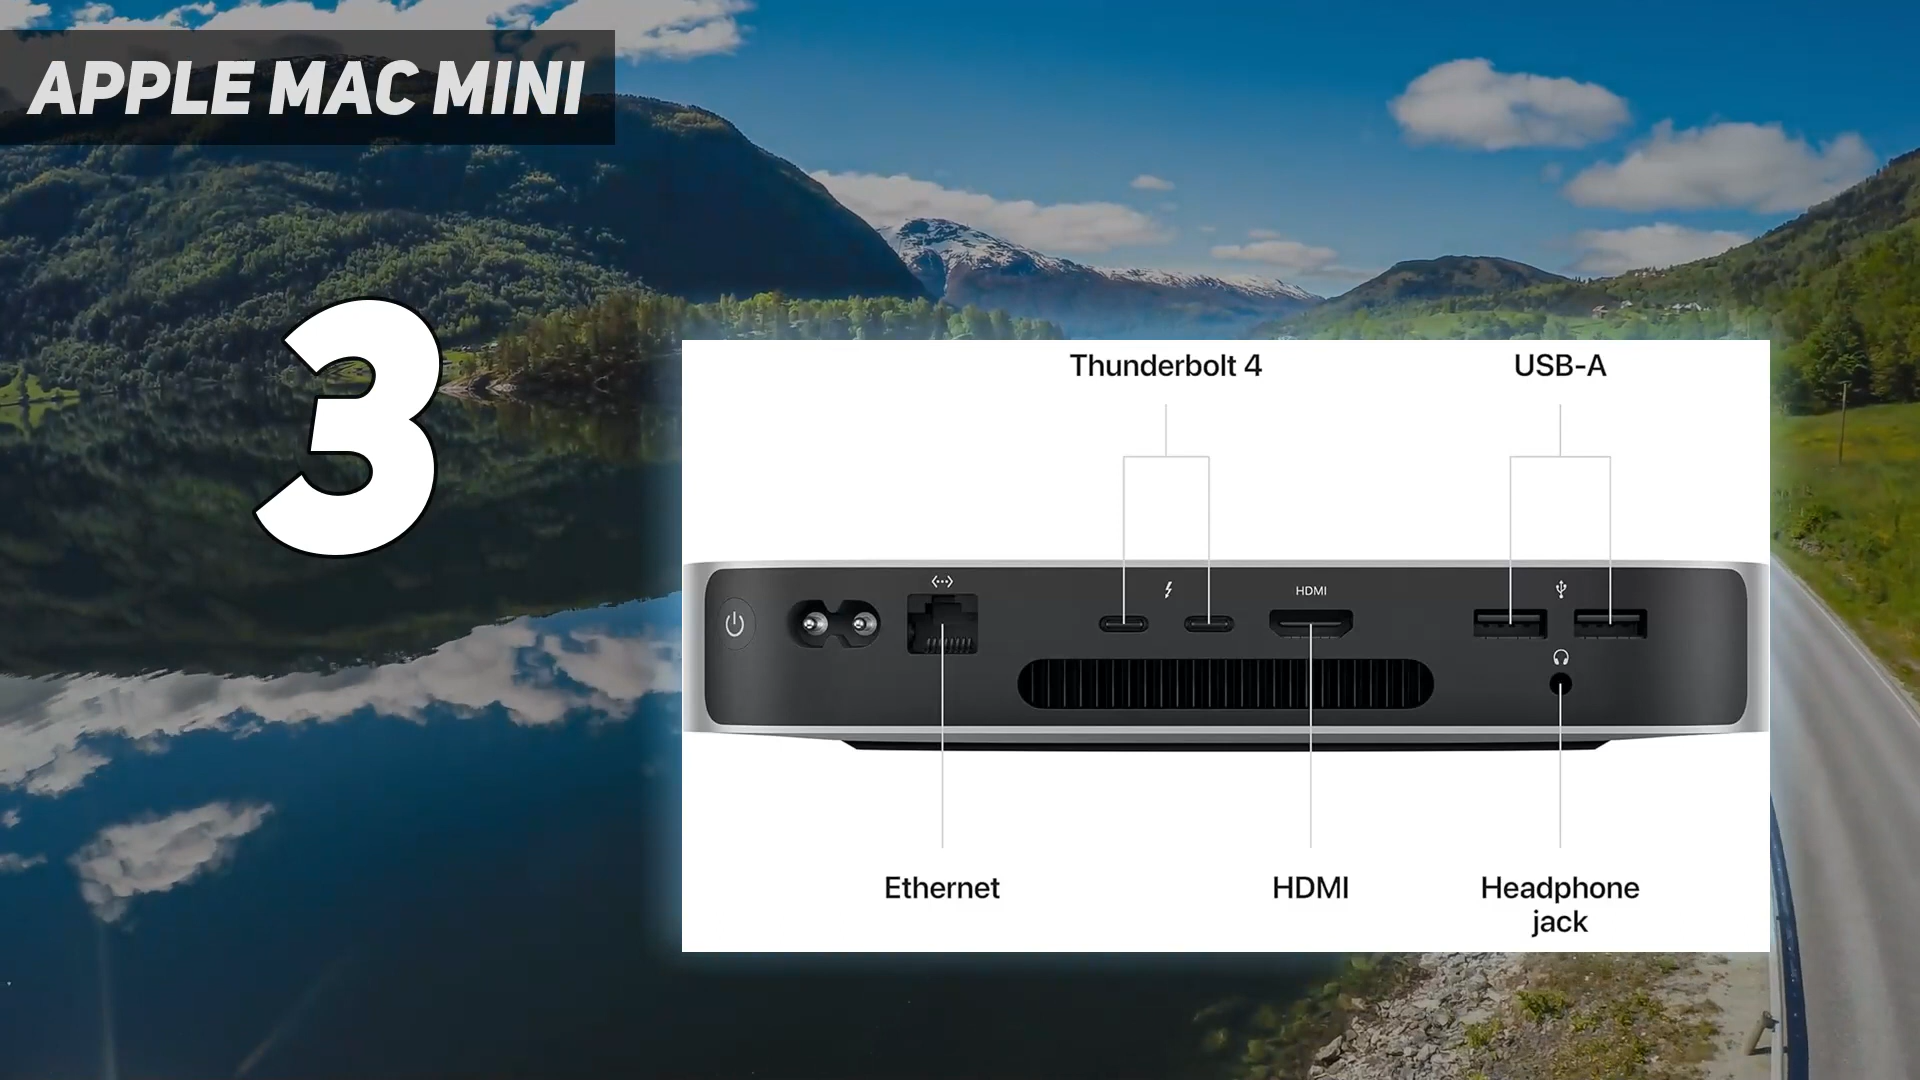 APPLE MAC MINI
3
Thunderbolt 4
USB-A
HDMI
Ethernet
HDMI
Headphone
jack